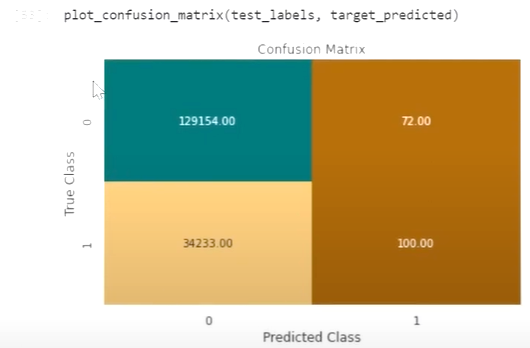 plot_confusion_matrix(test_labels, target_predicted)
Confusion Matrix
True Class
0
129154.00 72.00
1
34233.00 100.00
0 1
Predicted Class